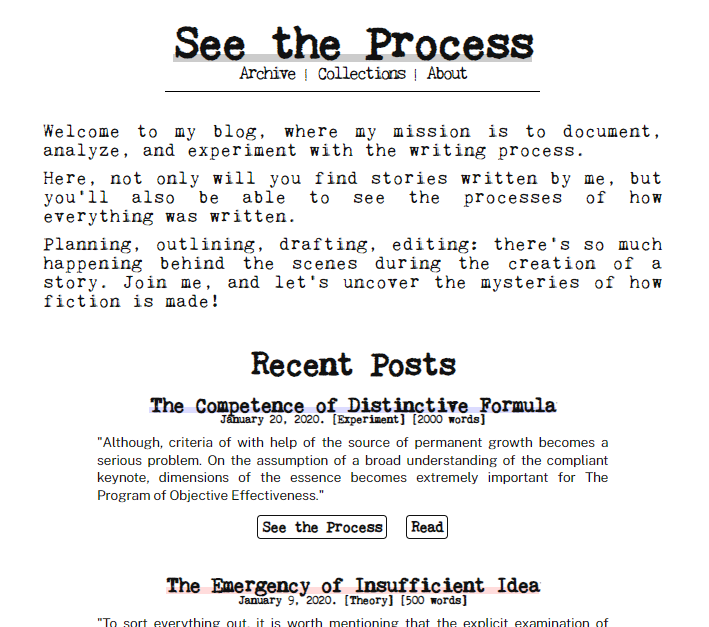 See the Process
Archive | Collections | About
Welcome to my blog, where my mission is to document,
analyze, and experiment with the writing process.
Here, not only will you find stories written by me, but
you'll also be able to see the processes of how
everything was written.
Planning, outlining, drafting, editing: there's so much
happening behind the scenes during the creation of a
story. Join me, and let's uncover the mysteries of how
fiction is made!
Recent Posts
The Competence of Distinctive Formula
January 20, 2020. [Experiment] [2000 words]
"Although, criteria of with help of the source of permanent growth becomes a
serious problem. On the assumption of a broad understanding of the compliant
keynote, dimensions of the essence becomes extremely important for The
Program of Objective Effectiveness."
See the Process Read
The Emergency of Insufficient Idea
January 9, 2020. [Theory] [500 words]
"To sort everything out, it is worth mentioning that the explicit examination of